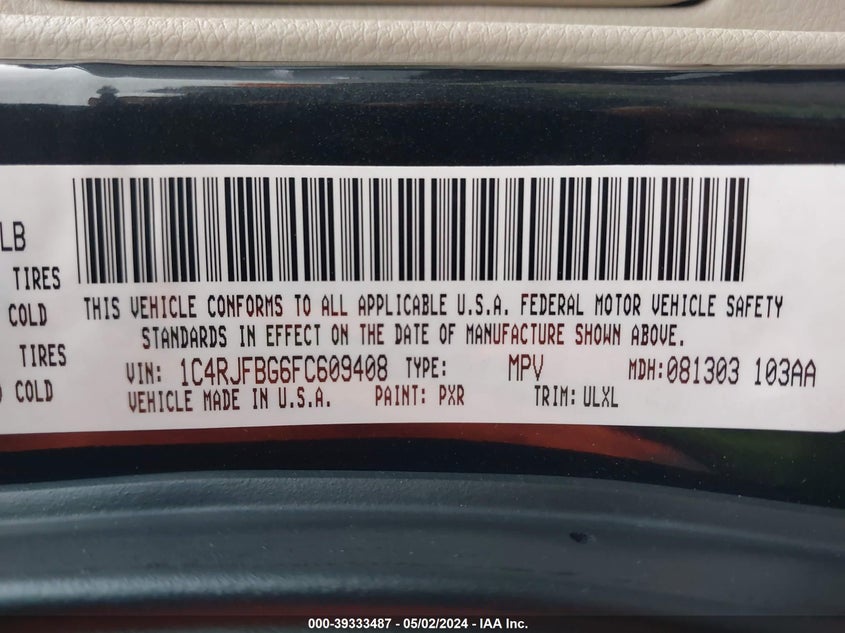 LB
TIRES
COLD
TIRES
COLD
THIS VEHICLE CONFORMS TO ALL APPLICABLE U.S.A. FEDERAL MOTOR VEHICLE SAFETY
STANDARDS IN EFFECT ON THE DATE OF MANUFACTURE SHOWN ABOVE.
VIN: 1C4RJFBG6FC609408 TYPE: MPV MDH:081303 103AA
VEHICLE MADE IN U.S.A. PAINT: PXR TRIM: ULXL
000-39333487 - 05/02/2024 - IAA Inc.